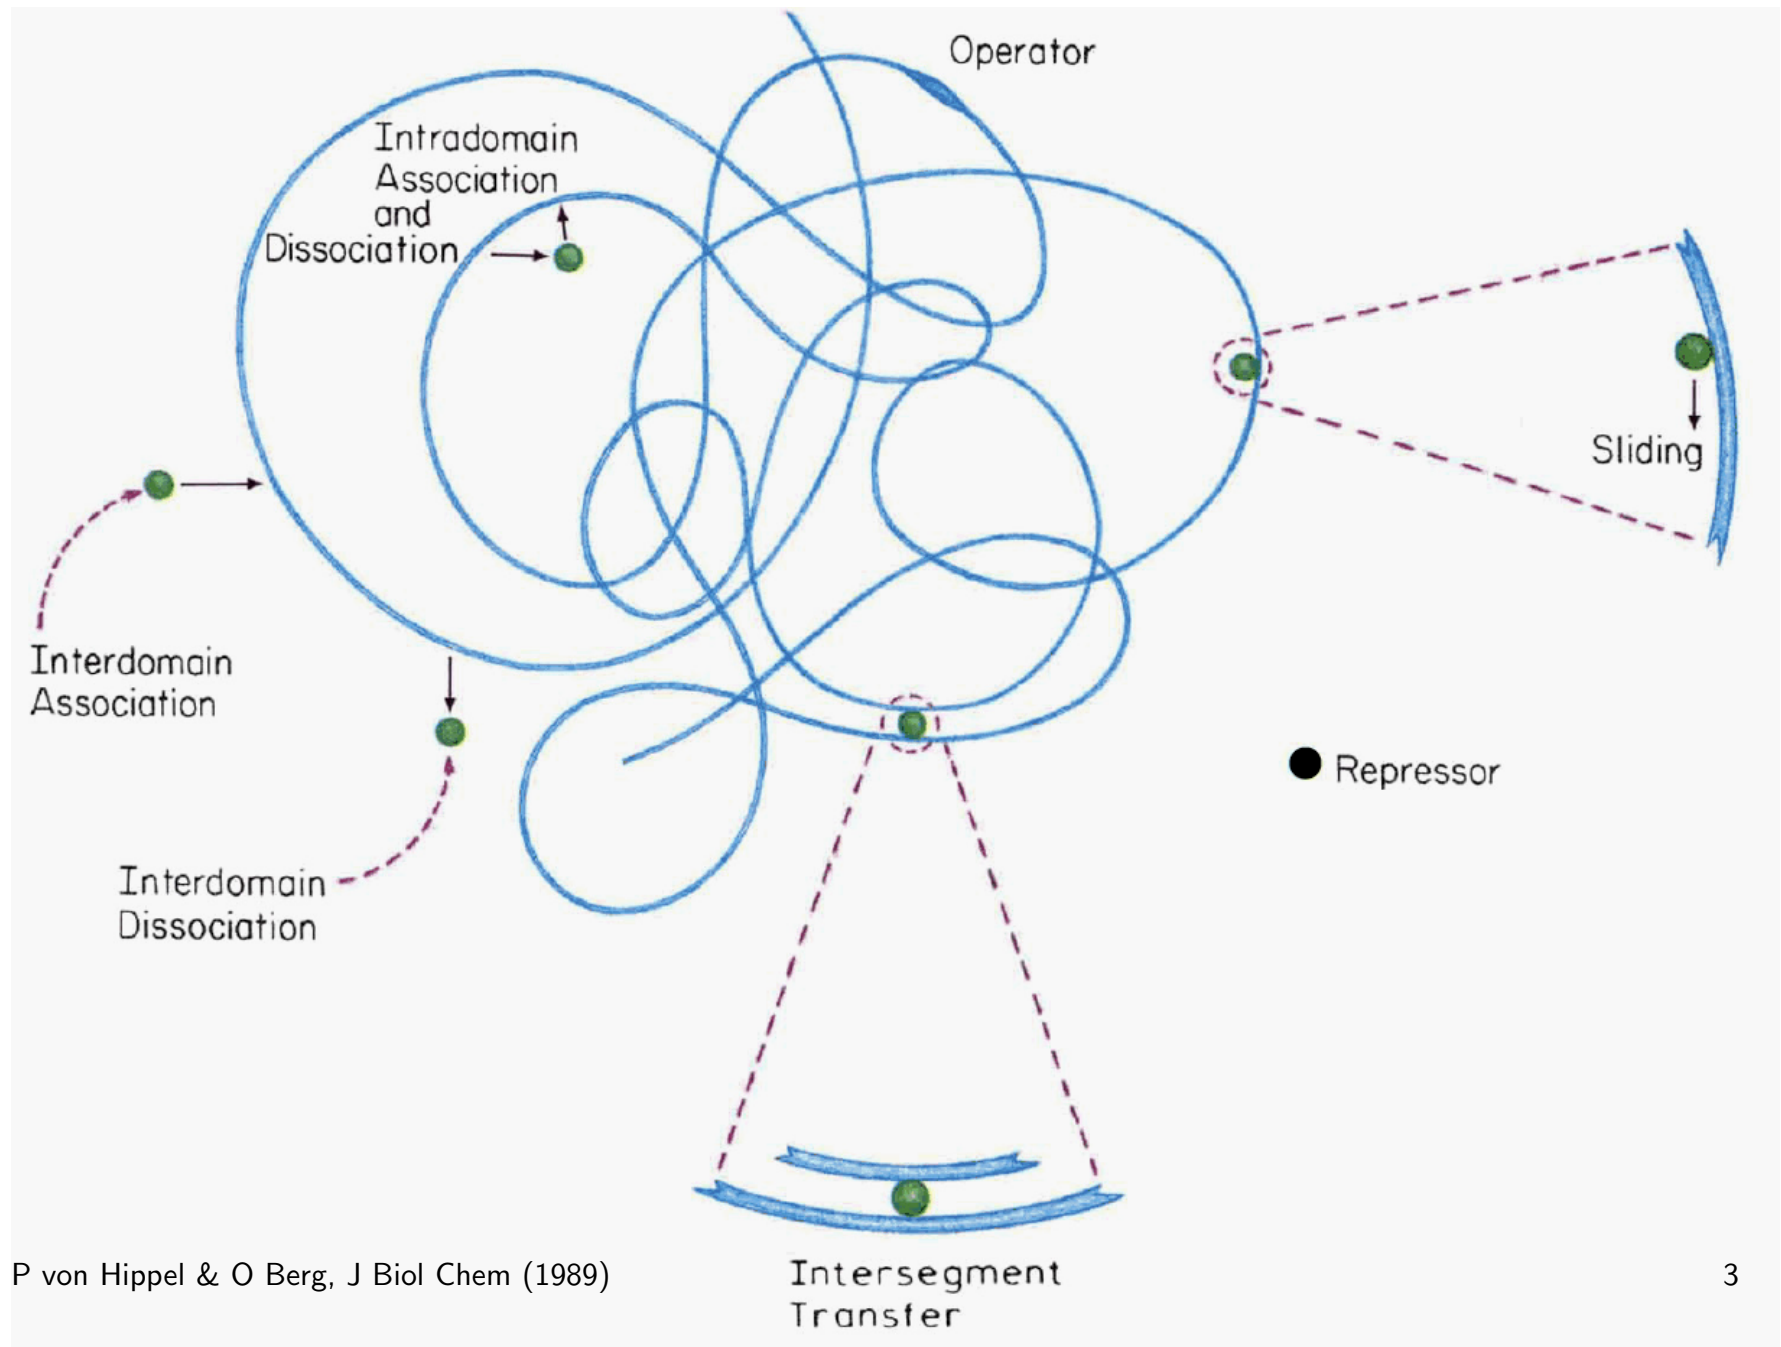 Operator
Intradomain
Association
and
Dissociation
Sliding
Interdomain
Association
Repressor
Interdomain
Dissociation
P von Hippel & O Berg, J Biol Chem (1989)
Intersegment
Transfer
3